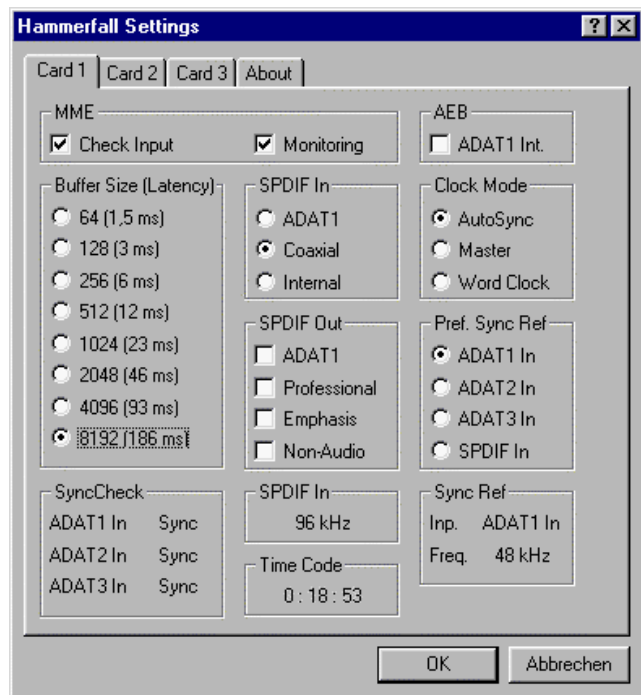 Hammerfall Settings
Card 1 Card 2 Card 3 About
MME
Check Input Monitoring
AEB
ADAT1 Int.
Buffer Size (Latency)
64 (1,5 ms)
128 (3 ms)
256 (6 ms)
512 (12 ms)
1024 (23 ms)
2048 (46 ms)
4096 (93 ms)
8192 (186 ms)
SPDIF In
ADAT1
Coaxial
Internal
Clock Mode
AutoSync
Master
Word Clock
SPDIF Out
ADAT1
Professional
Emphasis
Non-Audio
Pref. Sync Ref
ADAT1 In
ADAT2 In
ADAT3 In
SPDIF In
SyncCheck
ADAT1 In Sync
ADAT2 In Sync
ADAT3 In Sync
SPDIF In
96 kHz
Time Code
0 : 18 : 53
Sync Ref
Inp. ADAT1 In
Freq. 48 kHz
OK Abbrechen